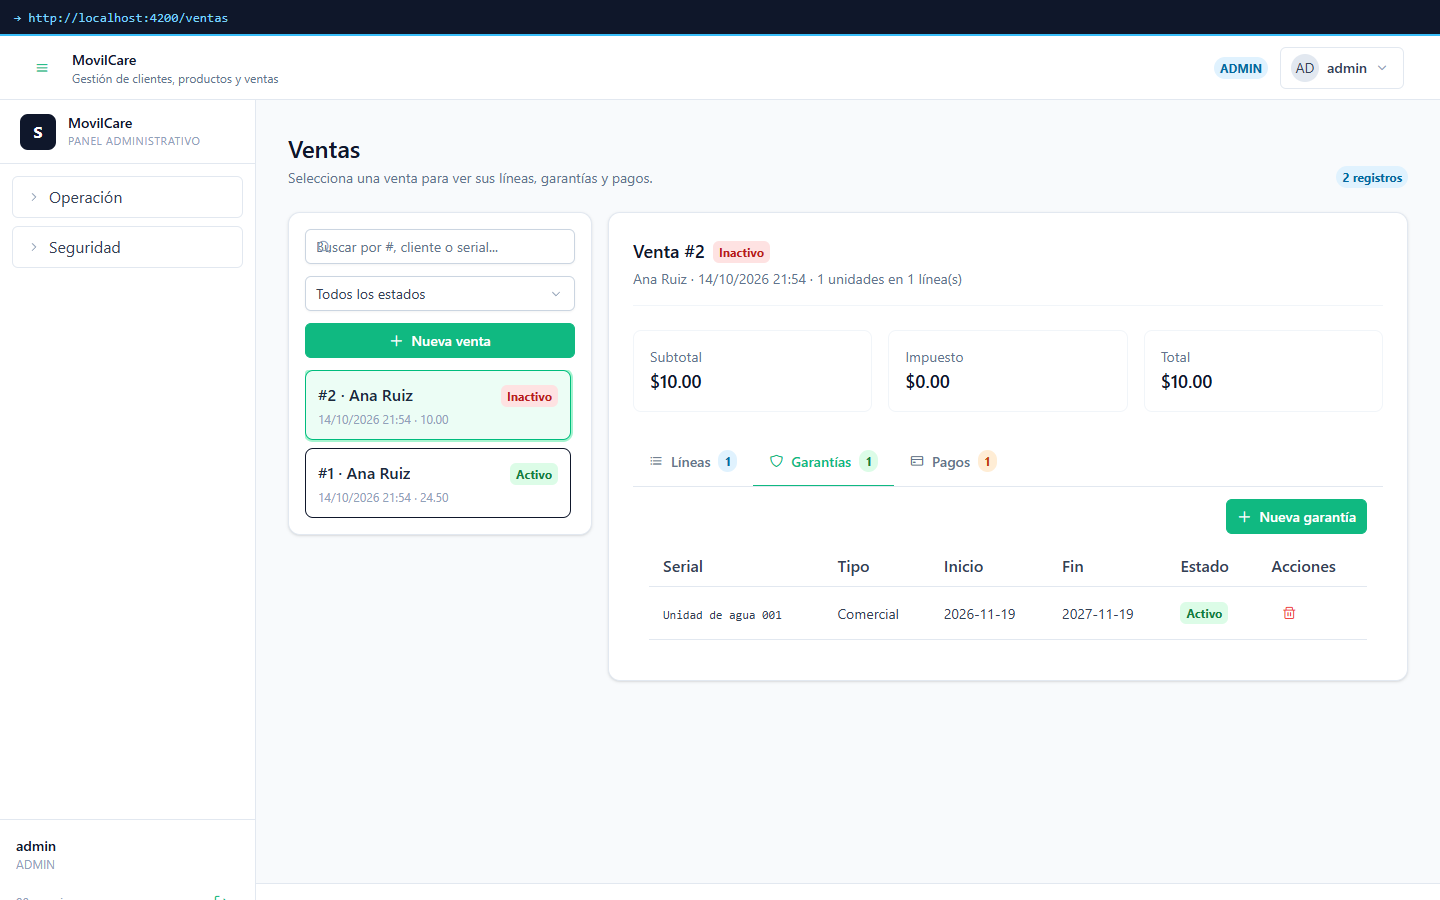 → http://localhost:4200/ventas
MovilCare
Gestión de clientes, productos y ventas
ADMIN
AD admin
S
MovilCare
PANEL ADMINISTRATIVO
Operación
Seguridad
admin
ADMIN
Ventas
Selecciona una venta para ver sus líneas, garantías y pagos.
2 registros
Buscar por #, cliente o serial...
Todos los estados
+ Nueva venta
#2 · Ana Ruiz Inactivo
14/10/2026 21:54 · 10.00
#1 · Ana Ruiz Activo
14/10/2026 21:54 · 24.50
Venta #2 Inactivo
Ana Ruiz · 14/10/2026 21:54 · 1 unidades en 1 línea(s)
Subtotal Impuesto Total
$10.00 $0.00 $10.00
Líneas 1 Garantías 1 Pagos 1
+ Nueva garantía
Serial Tipo Inicio Fin Estado Acciones
Unidad de agua 001 Comercial 2026-11-19 2027-11-19 Activo